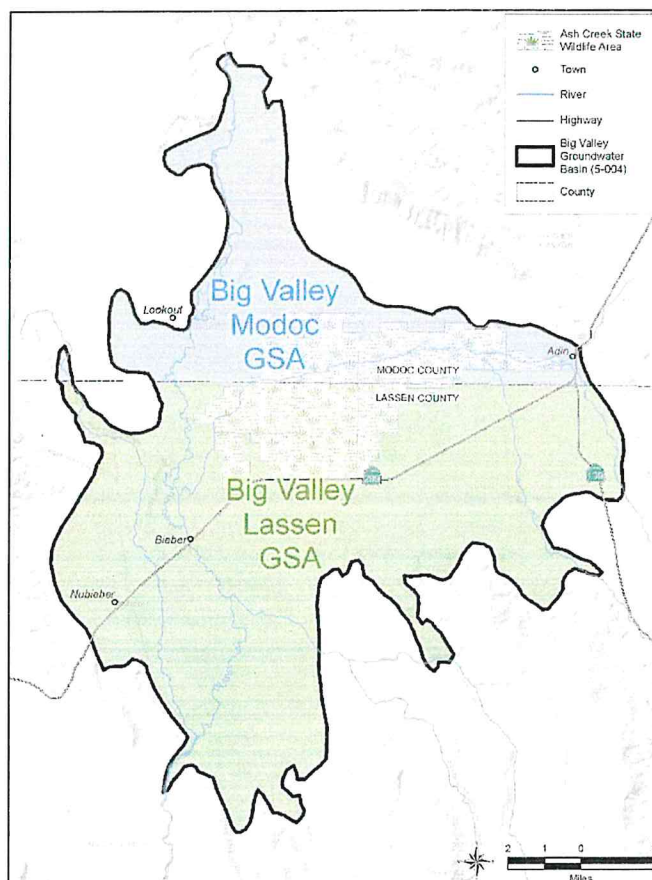 Ash Creek State
Wildlife Area
Town
River
Highway
Big Valley
Groundwater
Basin (5-004)
County
Lookout
Big Valley
Modoc
GSA
Adin
MODOC COUNTY
LASSEN COUNTY
Big Valley
Lassen
GSA
Bieber
Nubieber
2 1 0
Miles